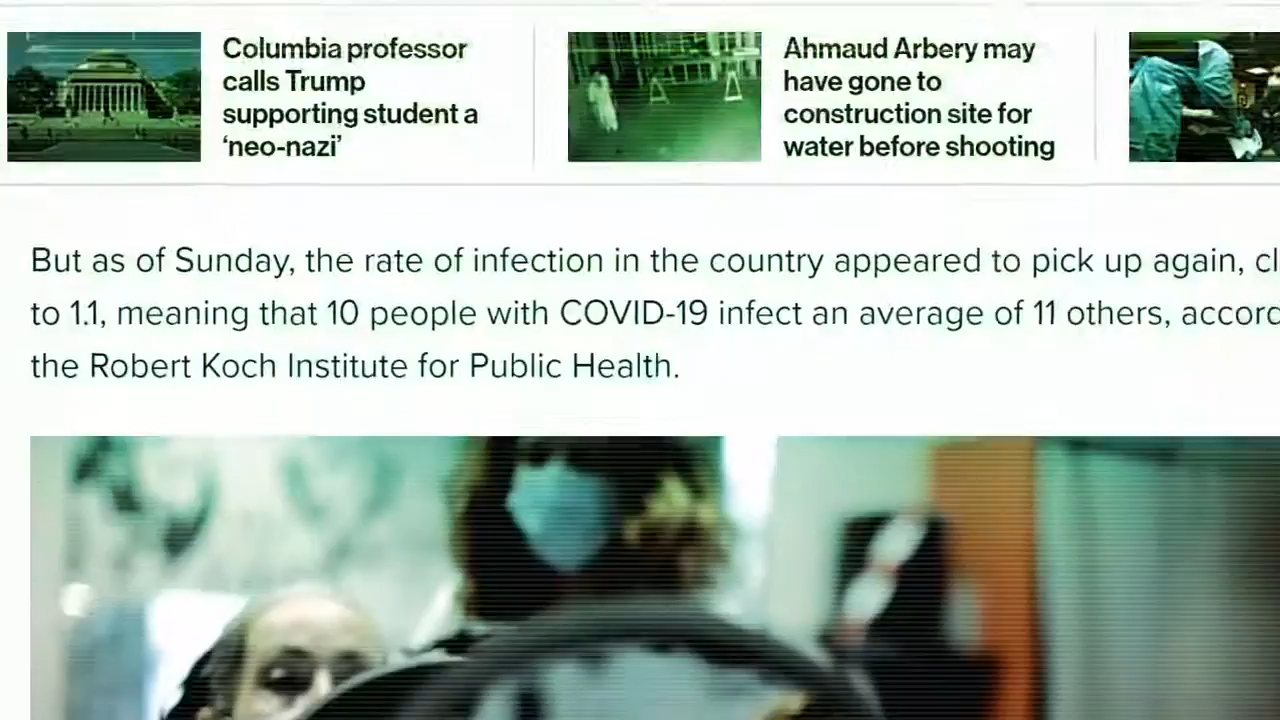 Columbia professor
calls Trump
supporting student a
‘neo-nazi’
Ahmaud Arbery may
have gone to
construction site for
water before shooting
But as of Sunday, the rate of infection in the country appeared to pick up again,
to 1.1, meaning that 10 people with COVID-19 infect an average of 11 others,
the Robert Koch Institute for Public Health.